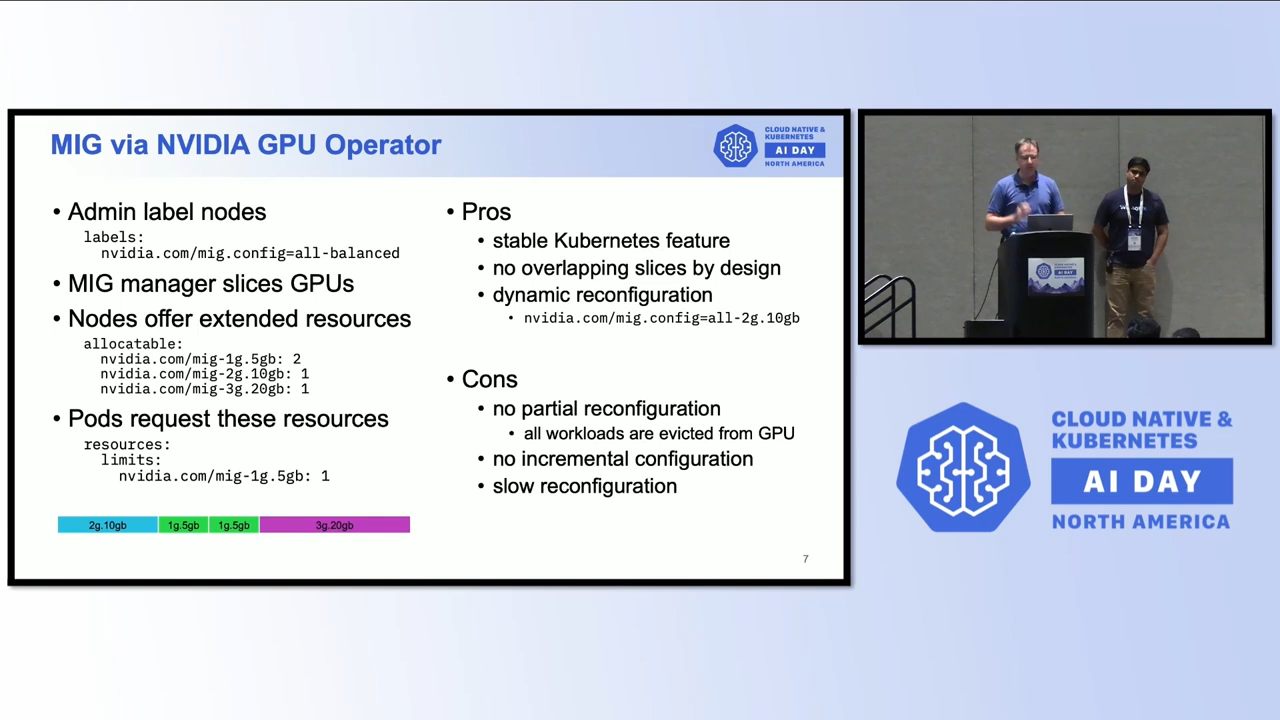 MIG via NVIDIA GPU Operator
CLOUD NATIVE &
KUBERNETES
AI DAY
NORTH AMERICA
• Admin label nodes
labels:
nvidia.com/mig.config=all-balanced
• MIG manager slices GPUs
• Nodes offer extended resources
allocatable:
nvidia.com/mig-1g.5gb: 2
nvidia.com/mig-2g.10gb: 1
nvidia.com/mig-3g.20gb: 1
• Pods request these resources
resources:
limits:
nvidia.com/mig-1g.5gb: 1
2g.10gb 1g.5gb 1g.5gb 3g.20gb
• Pros
• stable Kubernetes feature
• no overlapping slices by design
• dynamic reconfiguration
• nvidia.com/mig.config=all-2g.10gb
• Cons
• no partial reconfiguration
• all workloads are evicted from GPU
• no incremental configuration
• slow reconfiguration
7
CLOUD NATIVE &
KUBERNETES
AI DAY
NORTH AMERICA